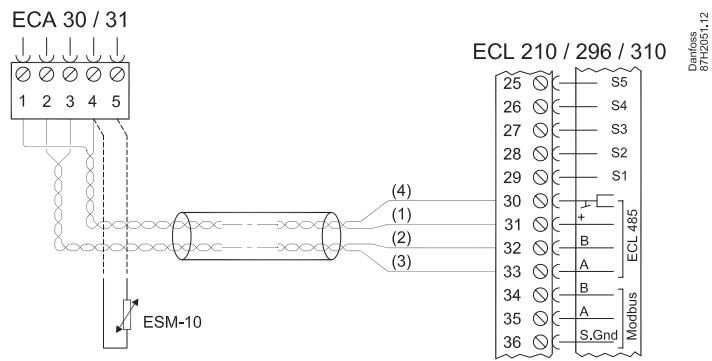 ECA 30 / 31
1 2 3 4 5
ESM-10
(4)
(1)
(2)
(3)
ECL 210 / 296 / 310
25 S5
26 S4
27 S3
28 S2
29 S1
30
31 +
32 B
33 A
34 B
35 A
36 S.Gnd
ECL 485
Modbus
Danfoss
87H2051.12